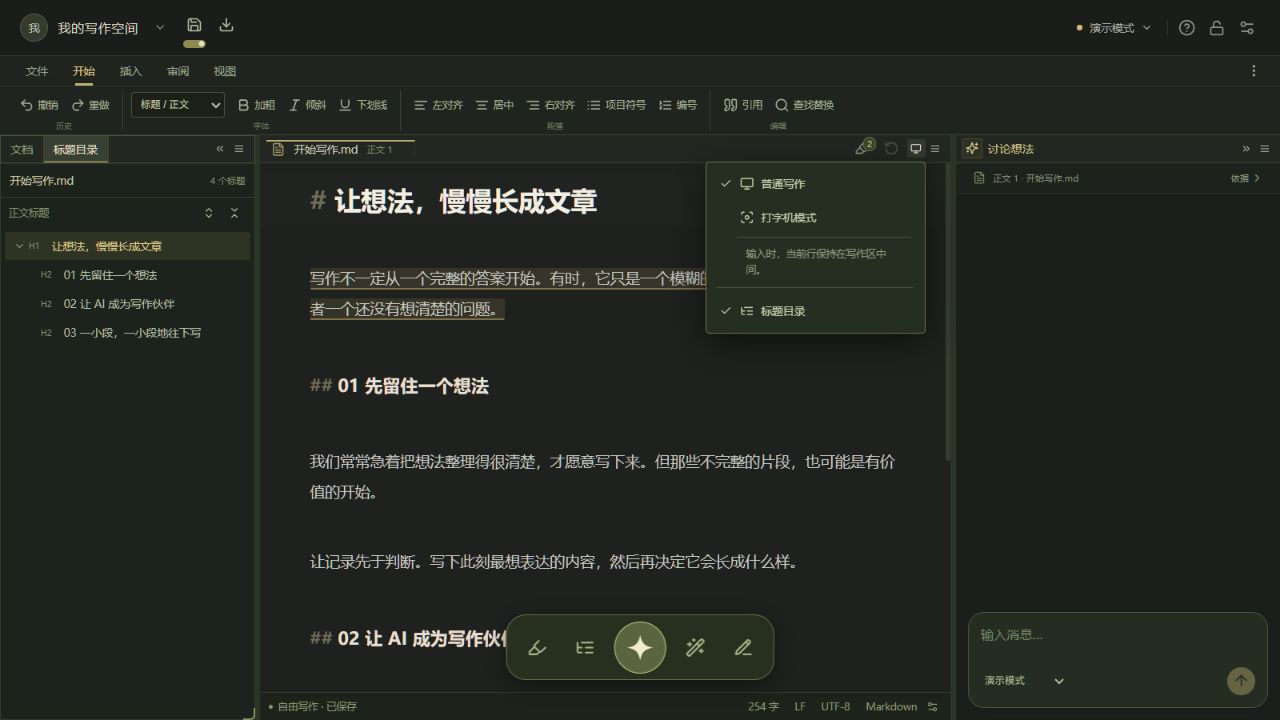 我 我的写作空间 演示模式
文件 开始 插入 审阅 视图
撤销 重做 标题 / 正文 B 加粗 I 倾斜 U 下划线 左对齐 居中 右对齐 项目符号 编号 引用 查找替换
历史 字体 段落 编辑
文档 标题目录 «
开始写作.md 4 个标题
正文标题
H1 让想法，慢慢长成文章
H2 01 先留住一个想法
H2 02 让 AI 成为写作伙伴
H2 03 一小段，一小段地往下写
开始写作.md 正文 1 2
# 让想法，慢慢长成文章
写作不一定从一个完整的答案开始。有时，它只是一个模糊的
者一个还没有想清楚的问题。
## 01 先留住一个想法
我们常常急着把想法整理得很清楚，才愿意写下来。但那些不完整的片段，也可能是有价
值的开始。
让记录先于判断。写下此刻最想表达的内容，然后再决定它会长成什么样。
## 02 让 AI 成为写作伙伴
普通写作
打字机模式
输入时，当前行保持在写作区中
间。
标题目录
自由写作 · 已保存 254 字 LF UTF-8 Markdown
讨论想法 »
正文 1 · 开始写作.md 依据
输入消息...
演示模式